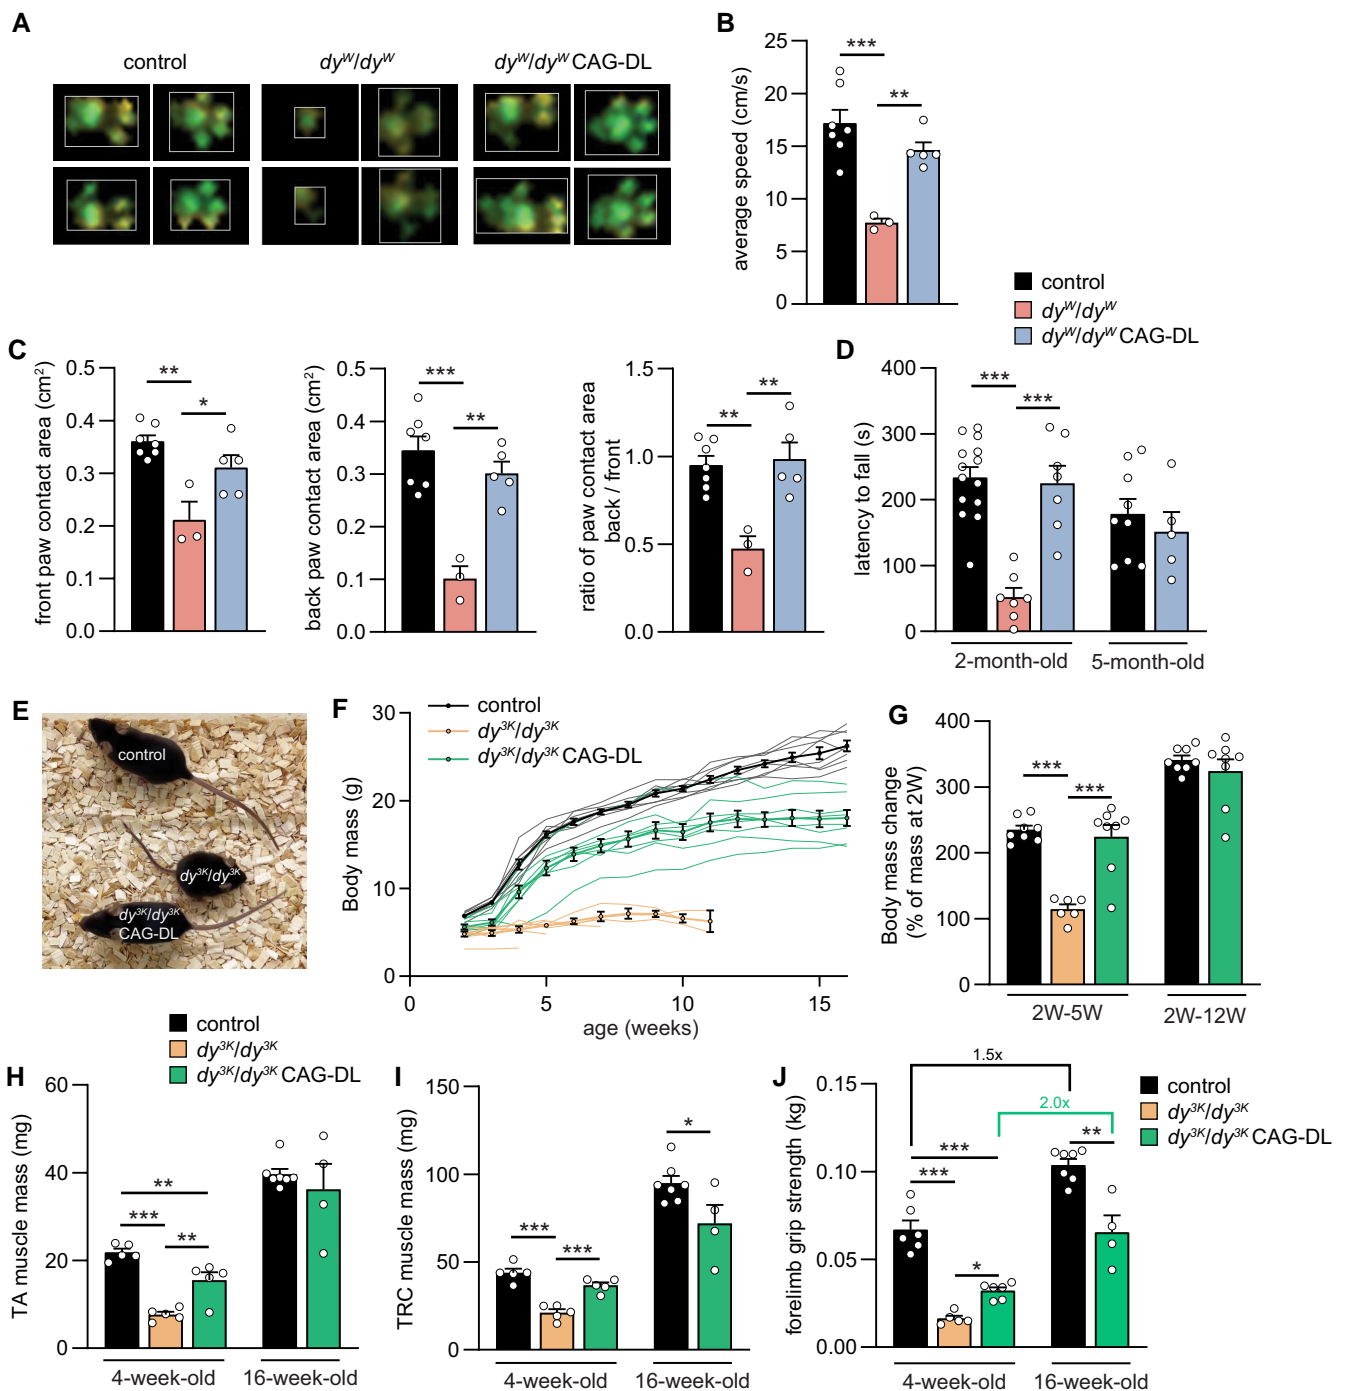 A
control
dyᵂ/dyᵂ
dyᵂ/dyᵂ CAG-DL
B
average speed (cm/s)
25
20
15
10
5
0
***
**
control
dyᵂ/dyᵂ
dyᵂ/dyᵂ CAG-DL
C
front paw contact area (cm²)
0.5
0.4
0.3
0.2
0.1
0.0
**
*
back paw contact area (cm²)
0.5
0.4
0.3
0.2
0.1
0.0
***
**
ratio of paw contact area
back / front
1.5
1.0
0.5
0.0
**
**
D
latency to fall (s)
400
300
200
100
0
***
***
2-month-old
5-month-old
E
control
dy³ᴷ/dy³ᴷ
dy³ᴷ/dy³ᴷ
CAG-DL
F
control
dy³ᴷ/dy³ᴷ
dy³ᴷ/dy³ᴷ CAG-DL
Body mass (g)
30
20
10
0
0
5
10
15
age (weeks)
G
Body mass change
(% of mass at 2W)
400
300
200
100
0
***
***
2W-5W
2W-12W
control
dy³ᴷ/dy³ᴷ
dy³ᴷ/dy³ᴷ CAG-DL
H
TA muscle mass (mg)
60
40
20
0
**
***
**
4-week-old
16-week-old
I
TRC muscle mass (mg)
150
100
50
0
***
***
*
4-week-old
16-week-old
J
forelimb grip strength (kg)
0.15
0.10
0.05
0.00
1.5x
2.0x
***
***
*
**
4-week-old
16-week-old
control
dy³ᴷ/dy³ᴷ
dy³ᴷ/dy³ᴷ CAG-DL